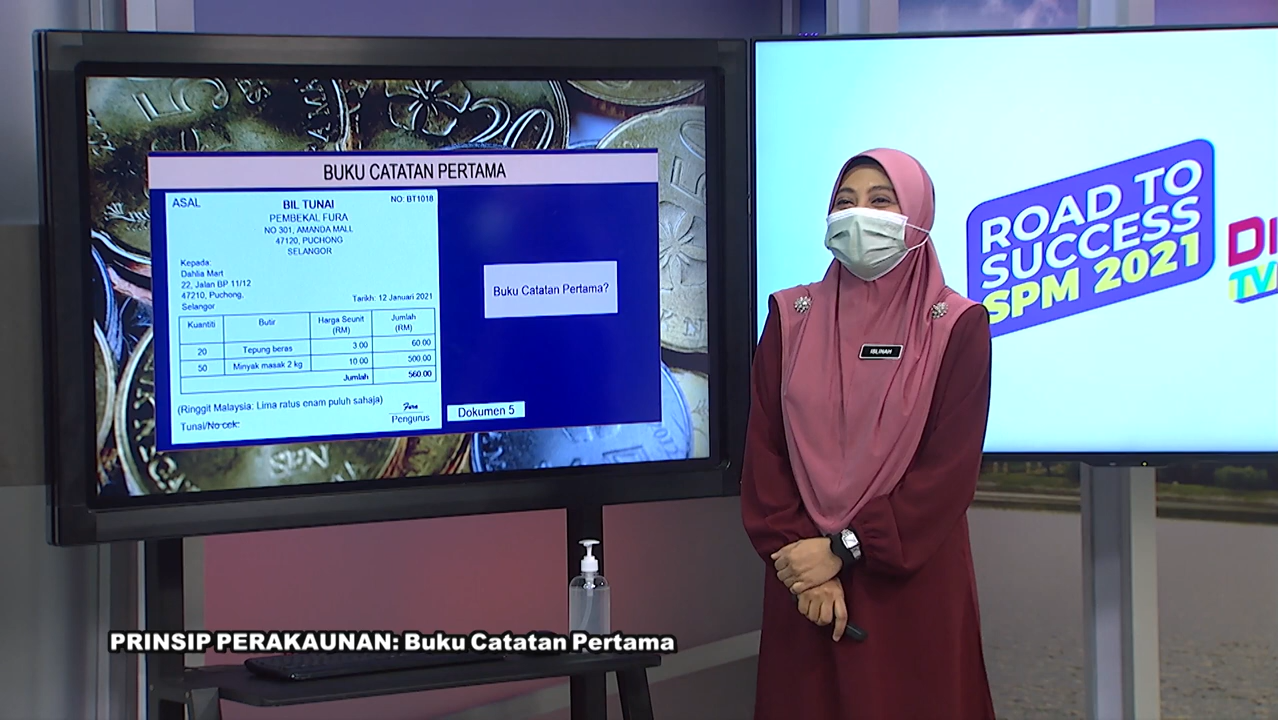 BUKU CATATAN PERTAMA
ASAL
BIL TUNAI
NO: BT1018
PEMBEKAL FURA
NO 301, AMANDA MALL
47120, PUCHONG
SELANGOR
Kepada:
Dahlia Mart
22, Jalan BP 11/12
47210, Puchong,
Selangor
Tarikh: 12 Januari 2021
Kuantiti Butir Harga Seunit (RM) Jumlah (RM)
20 Tepung beras 3.00 60.00
50 Minyak masak 2 kg 10.00 500.00
Jumlah 560.00
(Ringgit Malaysia: Lima ratus enam puluh sahaja)
Fura
Tunai/No cek:
Pengurus
Buku Catatan Pertama?
Dokumen 5
ROAD TO
SUCCESS
SPM 2021
DI
TV
ISLINAH
PRINSIP PERAKAUNAN: Buku Catatan Pertama